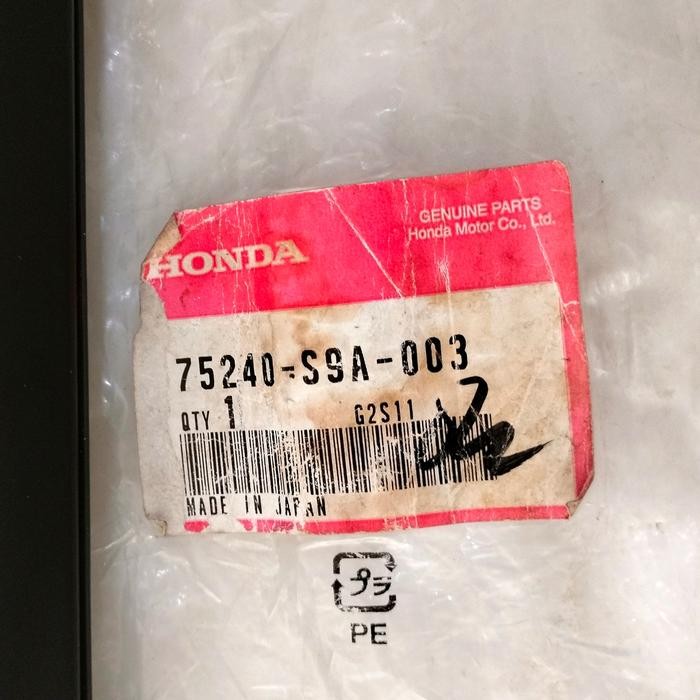 HONDA
GENUINE PARTS
Honda Motor Co., Ltd.
75240-S9A-003
QTY 1 G2S11
MADE IN JAPAN
プラ
PE